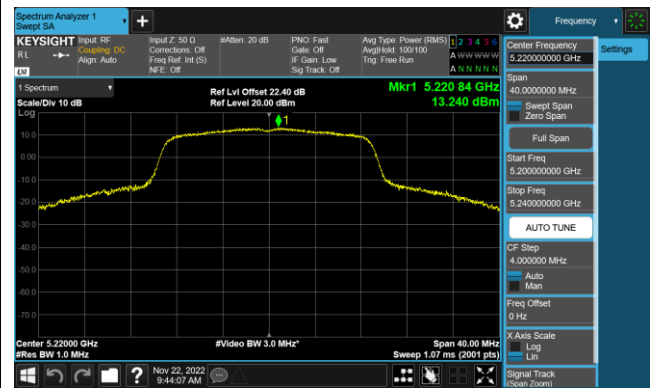 Spectrum Analyzer 1
Swept SA
Frequency
KEYSIGHT
Input: RF
Coupling: DC
Align: Auto
Input Z: 50 Ω
Corrections: Off
Freq Ref: Int (S)
NFE: Off
#Atten: 20 dB
PNO: Fast
Gate: Off
IF Gain: Low
Sig Track: Off
Avg Type: Power (RMS)
Avg|Hold: 100/100
Trig: Free Run
1 2 3 4 5 6
A W W W W W
A N N N N N
RL
LXI
1 Spectrum
Scale/Div 10 dB
Log
Ref Lvl Offset 22.40 dB
Ref Level 20.00 dBm
Mkr1 5.220 84 GHz
13.240 dBm
1
10.0
0.00
-10.0
-20.0
-30.0
-40.0
-50.0
-60.0
-70.0
Center 5.22000 GHz
#Res BW 1.0 MHz
#Video BW 3.0 MHz*
Span 40.00 MHz
Sweep 1.07 ms (2001 pts)
?
Nov 22, 2022
9:44:07 AM
Center Frequency
5.220000000 GHz
Span
40.0000000 MHz
Swept Span
Zero Span
Full Span
Start Freq
5.200000000 GHz
Stop Freq
5.240000000 GHz
AUTO TUNE
CF Step
4.000000 MHz
Auto
Man
Freq Offset
0 Hz
X Axis Scale
Log
Lin
Signal Track
(Span Zoom)
Settings